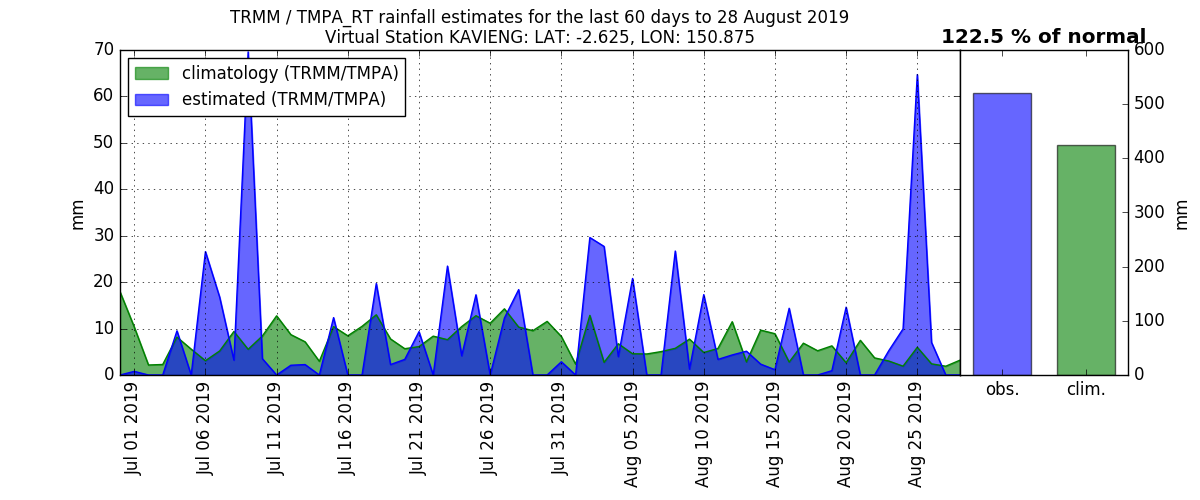 TRMM / TMPA_RT rainfall estimates for the last 60 days to 28 August 2019
Virtual Station KAVIENG: LAT: -2.625, LON: 150.875
122.5 % of normal
climatology (TRMM/TMPA)
estimated (TRMM/TMPA)
mm
70
60
50
40
30
20
10
0
Jul 01 2019
Jul 06 2019
Jul 11 2019
Jul 16 2019
Jul 21 2019
Jul 26 2019
Jul 31 2019
Aug 05 2019
Aug 10 2019
Aug 15 2019
Aug 20 2019
Aug 25 2019
obs.
clim.
600
500
400
300
200
100
0
mm